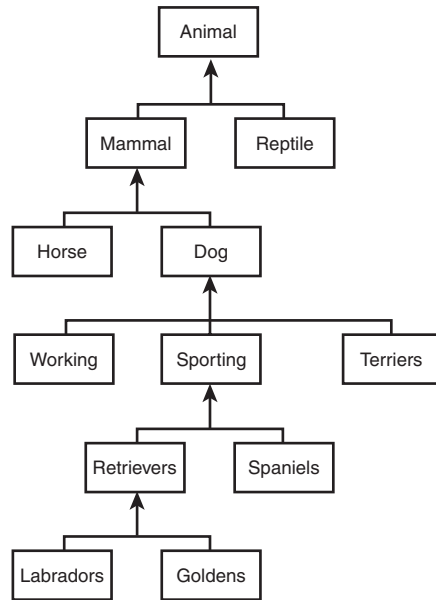 Animal
Mammal
Reptile
Horse
Dog
Working
Sporting
Terriers
Retrievers
Spaniels
Labradors
Goldens